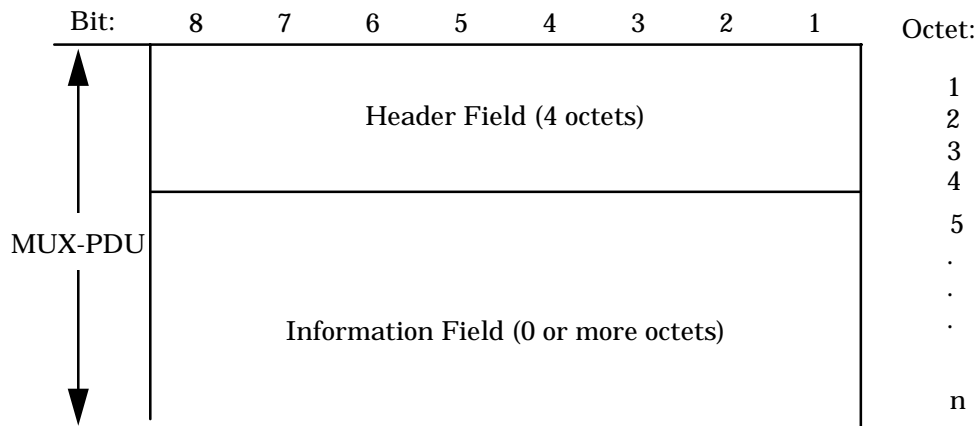 Bit: 8 7 6 5 4 3 2 1 Octet:
Header Field (4 octets)
1
2
3
4
MUX-PDU
5
.
.
.
Information Field (0 or more octets)
n